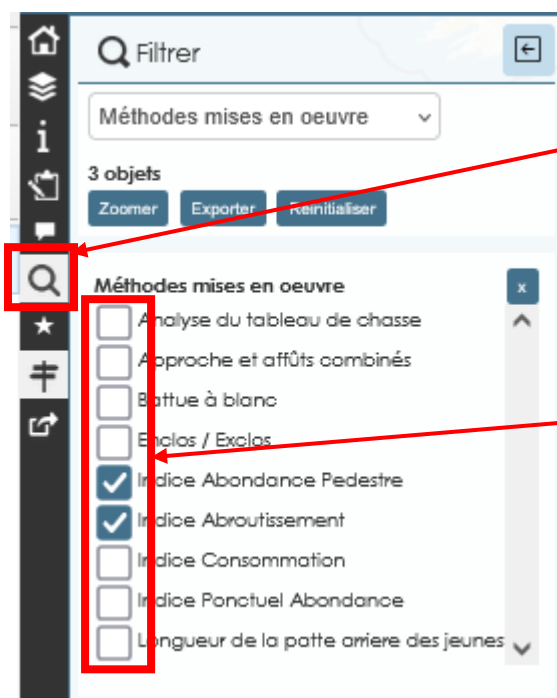 Filtrer
Méthodes mises en oeuvre
3 objets
Zoomer Exporter Reinitialiser
Méthodes mises en oeuvre x
Analyse du tableau de chasse
Approche et affûts combinés
Battue à blanc
Enclos / Exclos
Indice Abondance Pedestre
Indice Abroutissement
Indice Consommation
Indice Ponctuel Abondance
Longueur de la patte arriere des jeunes